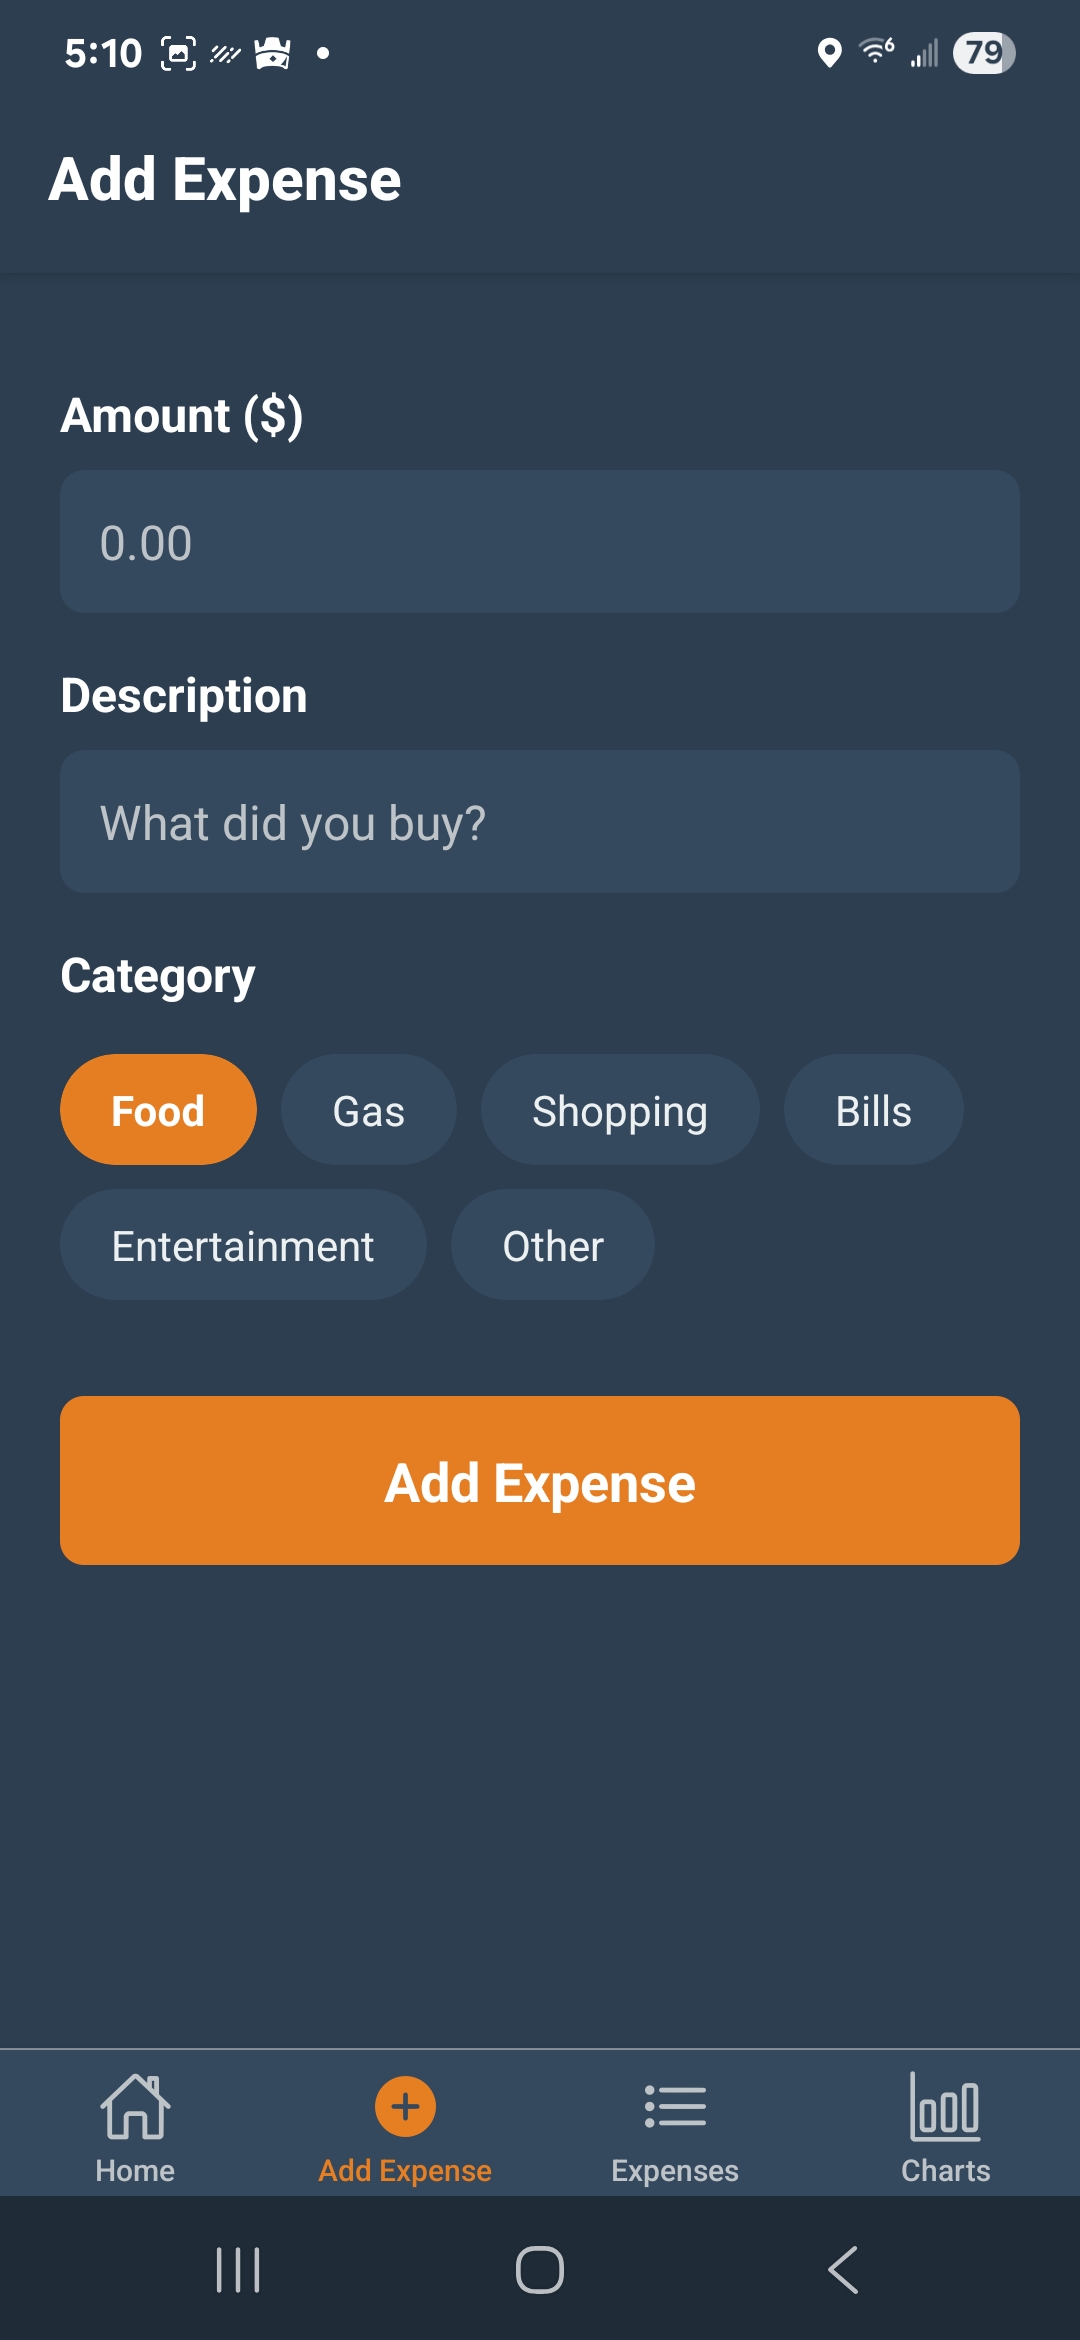 5:10 6 79
Add Expense
Amount ($)
0.00
Description
What did you buy?
Category
Food Gas Shopping Bills
Entertainment Other
Add Expense
Home Add Expense Expenses Charts